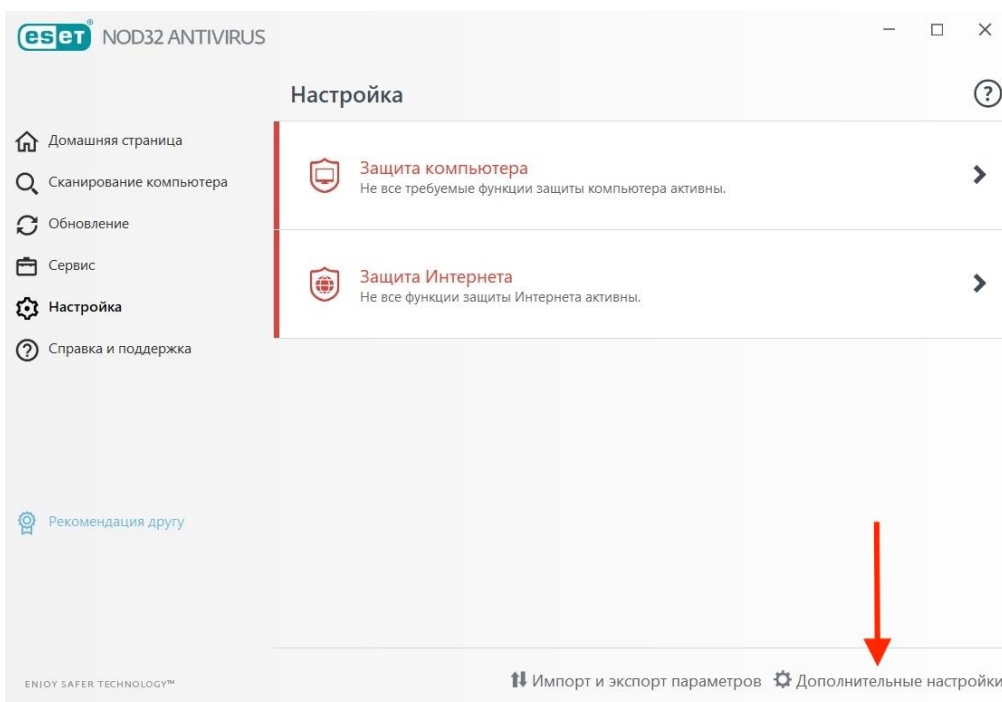 eset NOD32 ANTIVIRUS
Настройка
Домашняя страница
Сканирование компьютера
Обновление
Сервис
Настройка
Справка и поддержка
Рекомендация другу
ENJOY SAFER TECHNOLOGY™
Защита компьютера
Не все требуемые функции защиты компьютера активны.
Защита Интернета
Не все функции защиты Интернета активны.
Импорт и экспорт параметров Дополнительные настройки